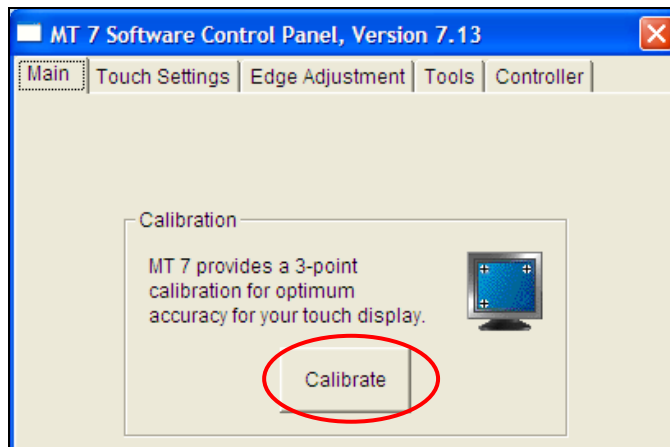 MT 7 Software Control Panel, Version 7.13
Main Touch Settings Edge Adjustment Tools Controller
Calibration
MT 7 provides a 3-point
calibration for optimum
accuracy for your touch display.
Calibrate